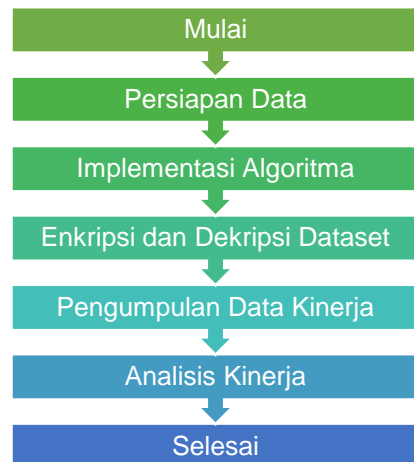 Mulai
Persiapan Data
Implementasi Algoritma
Enkripsi dan Dekripsi Dataset
Pengumpulan Data Kinerja
Analisis Kinerja
Selesai